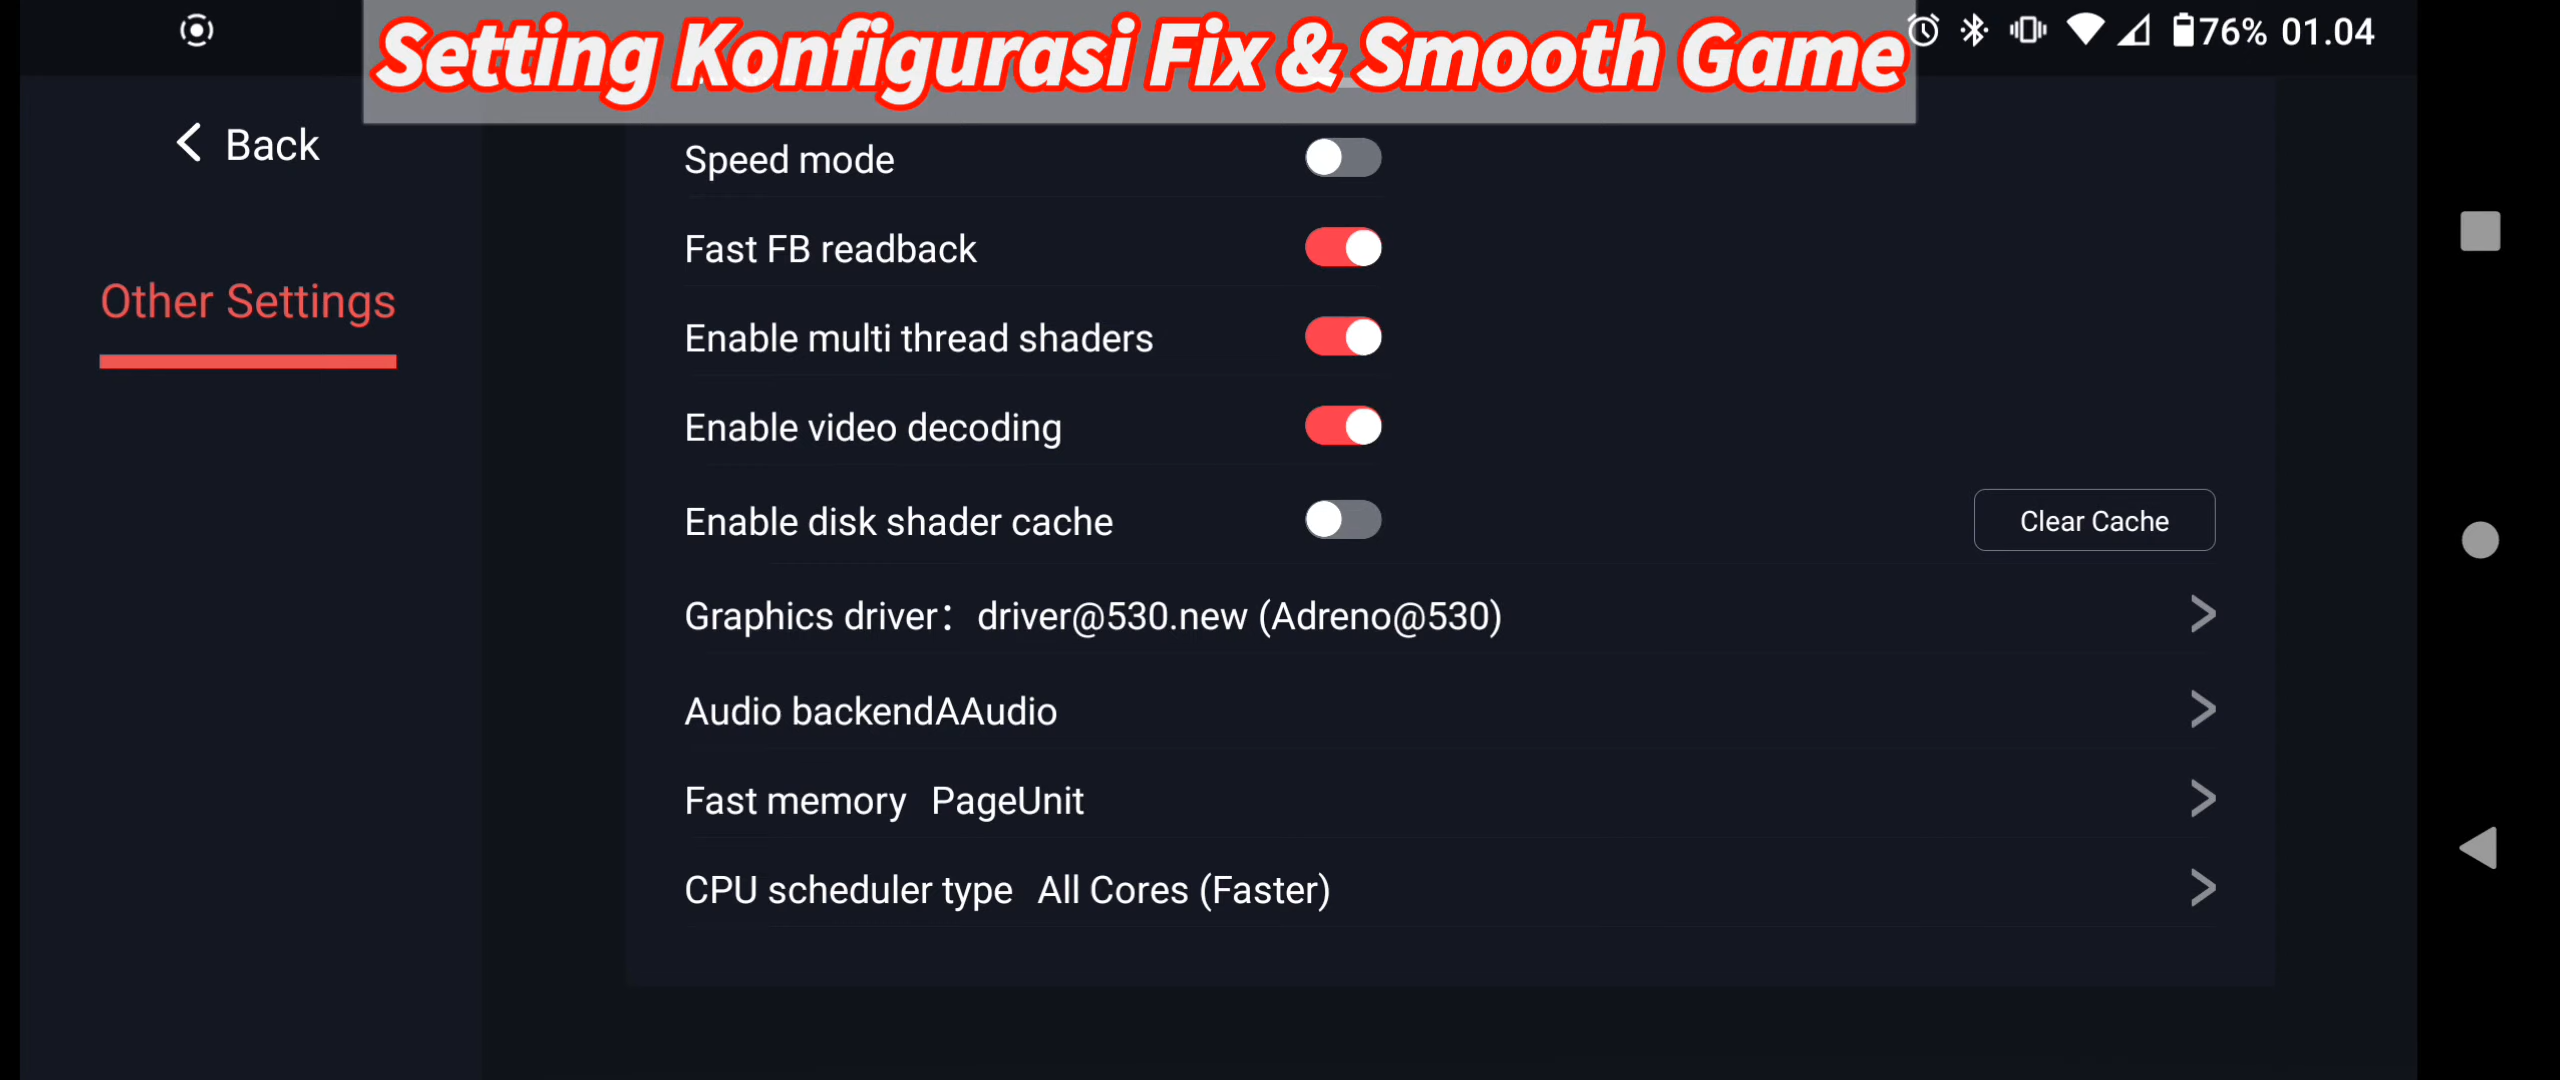 Setting Konfigurasi Fix & Smooth Game
76% 01.04
Back
Other Settings
Speed mode
Fast FB readback
Enable multi thread shaders
Enable video decoding
Enable disk shader cache
Clear Cache
Graphics driver： driver@530.new (Adreno@530)
Audio backendAAudio
Fast memory PageUnit
CPU scheduler type All Cores (Faster)